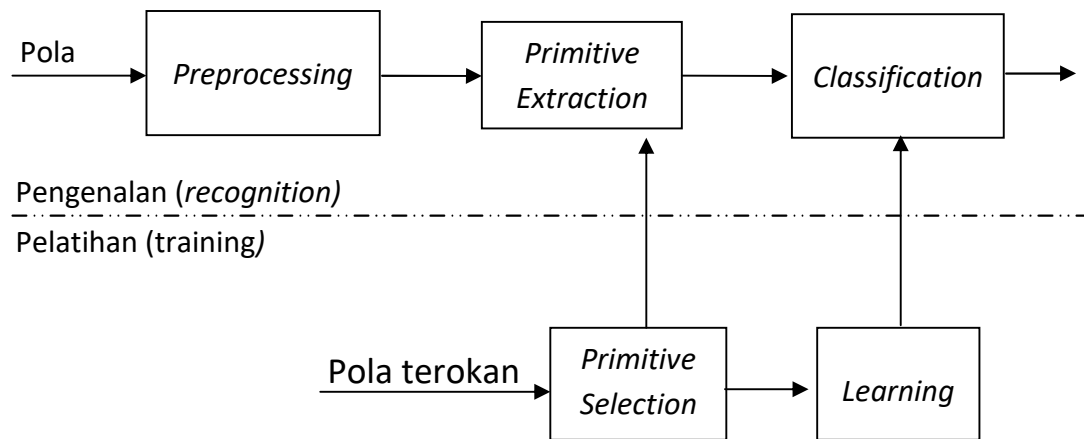 Pola
Preprocessing
Primitive
Extraction
Classification
Pengenalan (recognition)
Pelatihan (training)
Pola terokan
Primitive
Selection
Learning